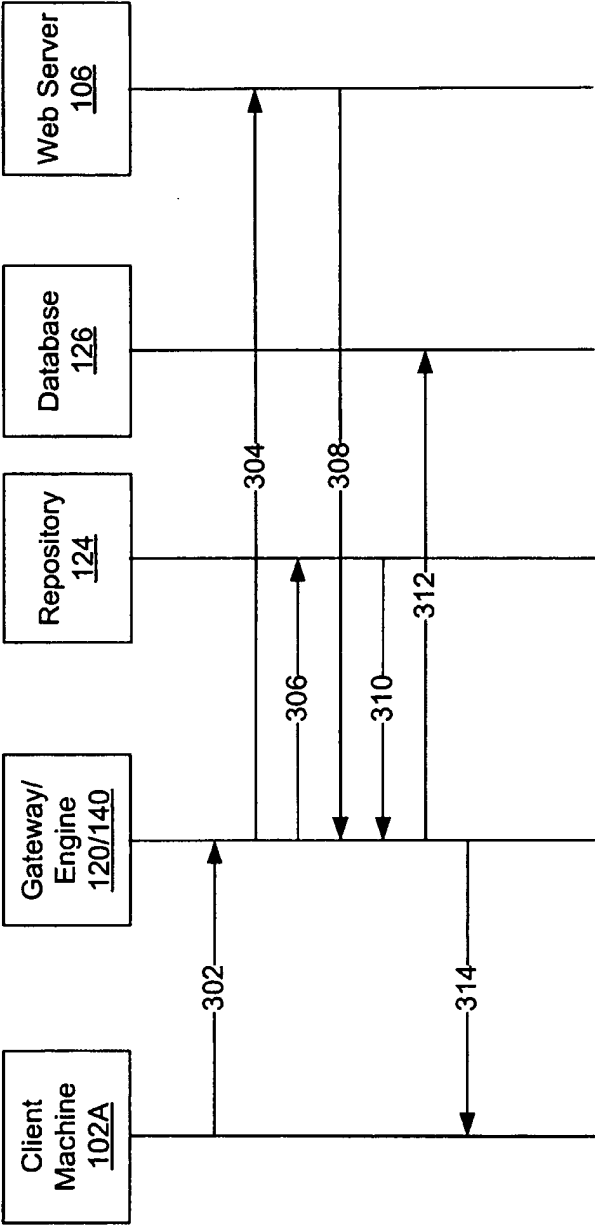 Client
Machine
102A
Gateway/
Engine
120/140
Repository
124
Database
126
Web Server
106
302
304
306
308
310
312
314